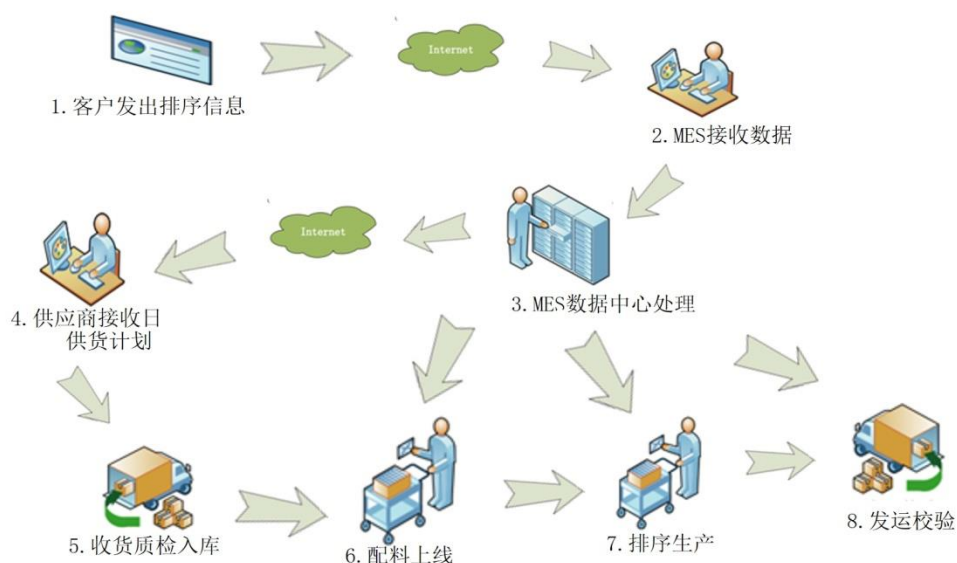 Internet
1.客户发出排序信息
2.MES接收数据
Internet
3.MES数据中心处理
4.供应商接收日
供货计划
5.收货质检入库
6.配料上线
7.排序生产
8.发运校验